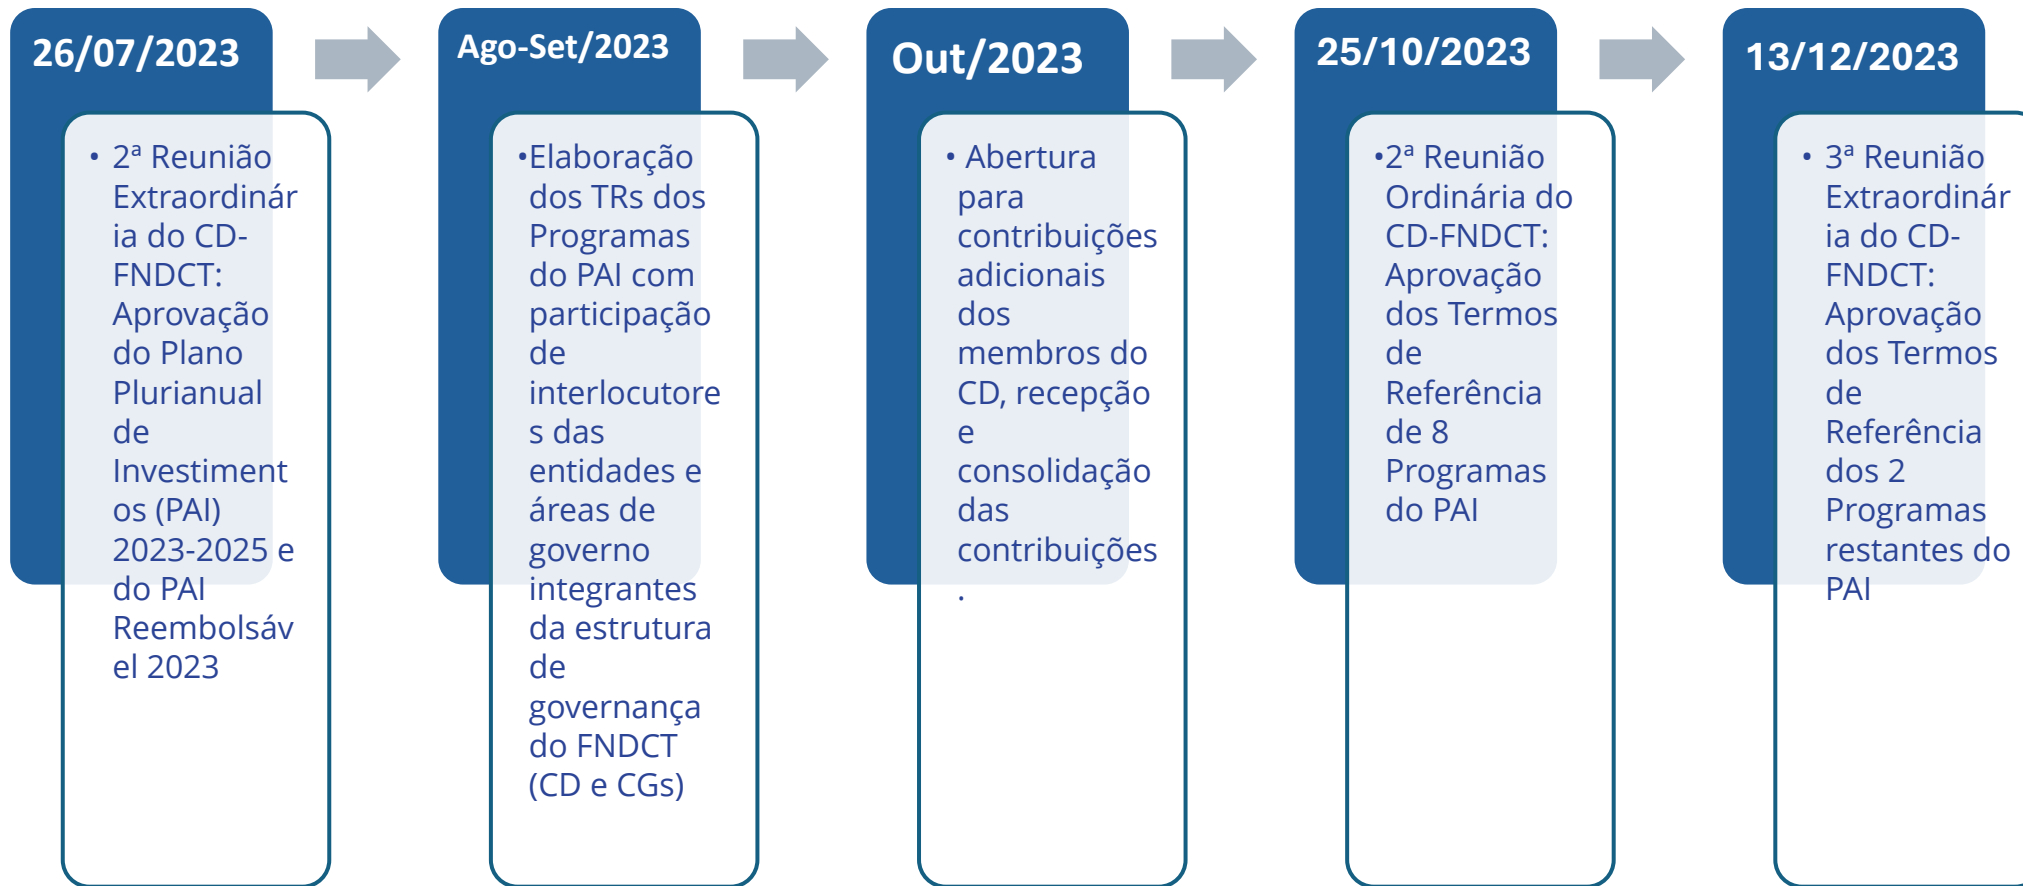 26/07/2023
• 2ª Reunião
Extraordinár
ia do CD-
FNDCT:
Aprovação
do Plano
Plurianual
de
Investiment
os (PAI)
2023-2025 e
do PAI
Reembolsáv
el 2023
Ago-Set/2023
•Elaboração
dos TRs dos
Programas
do PAI com
participação
de
interlocutore
s das
entidades e
áreas de
governo
integrantes
da estrutura
de
governança
do FNDCT
(CD e CGs)
Out/2023
• Abertura
para
contribuições
adicionais
dos
membros do
CD, recepção
e
consolidação
das
contribuições
.
25/10/2023
•2ª Reunião
Ordinária do
CD-FNDCT:
Aprovação
dos Termos
de
Referência
de 8
Programas
do PAI
13/12/2023
• 3ª Reunião
Extraordinár
ia do CD-
FNDCT:
Aprovação
dos Termos
de
Referência
dos 2
Programas
restantes do
PAI